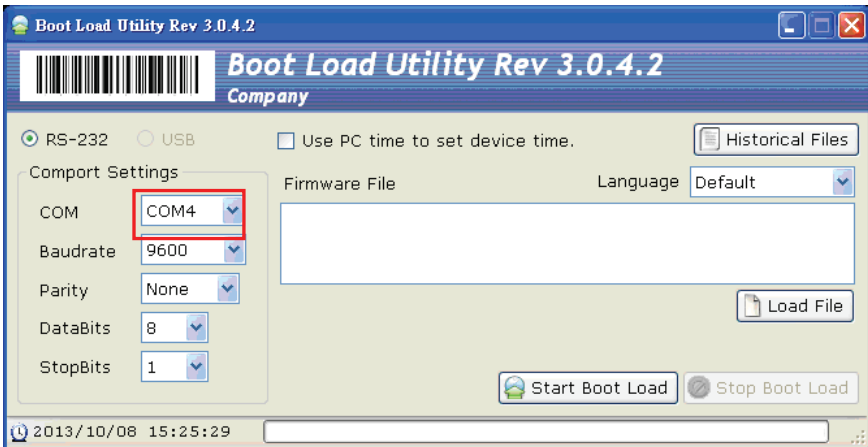 Boot Load Utility Rev 3.0.4.2
Boot Load Utility Rev 3.0.4.2
Company
RS-232 USB Use PC time to set device time. Historical Files
Comport Settings
Firmware File Language Default
COM COM4
Baudrate 9600
Parity None
Load File
DataBits 8
StopBits 1
Start Boot Load Stop Boot Load
2013/10/08 15:25:29